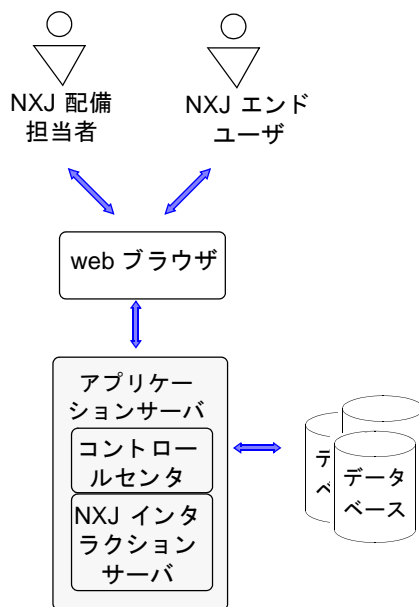 NXJ 配備
担当者
NXJ エンド
ユーザ
web ブラウザ
アプリケー
ションサーバ
コントロー
ルセンタ
NXJ インタ
ラクション
サーバ
デ
ベ
データ
ベース